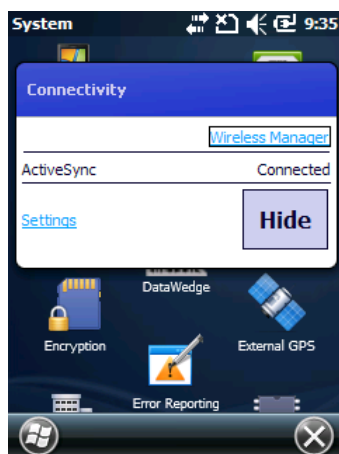 System 9:35
Connectivity
Wireless Manager
ActiveSync Connected
Settings Hide
DataWedge
Encryption External GPS
Error Reporting